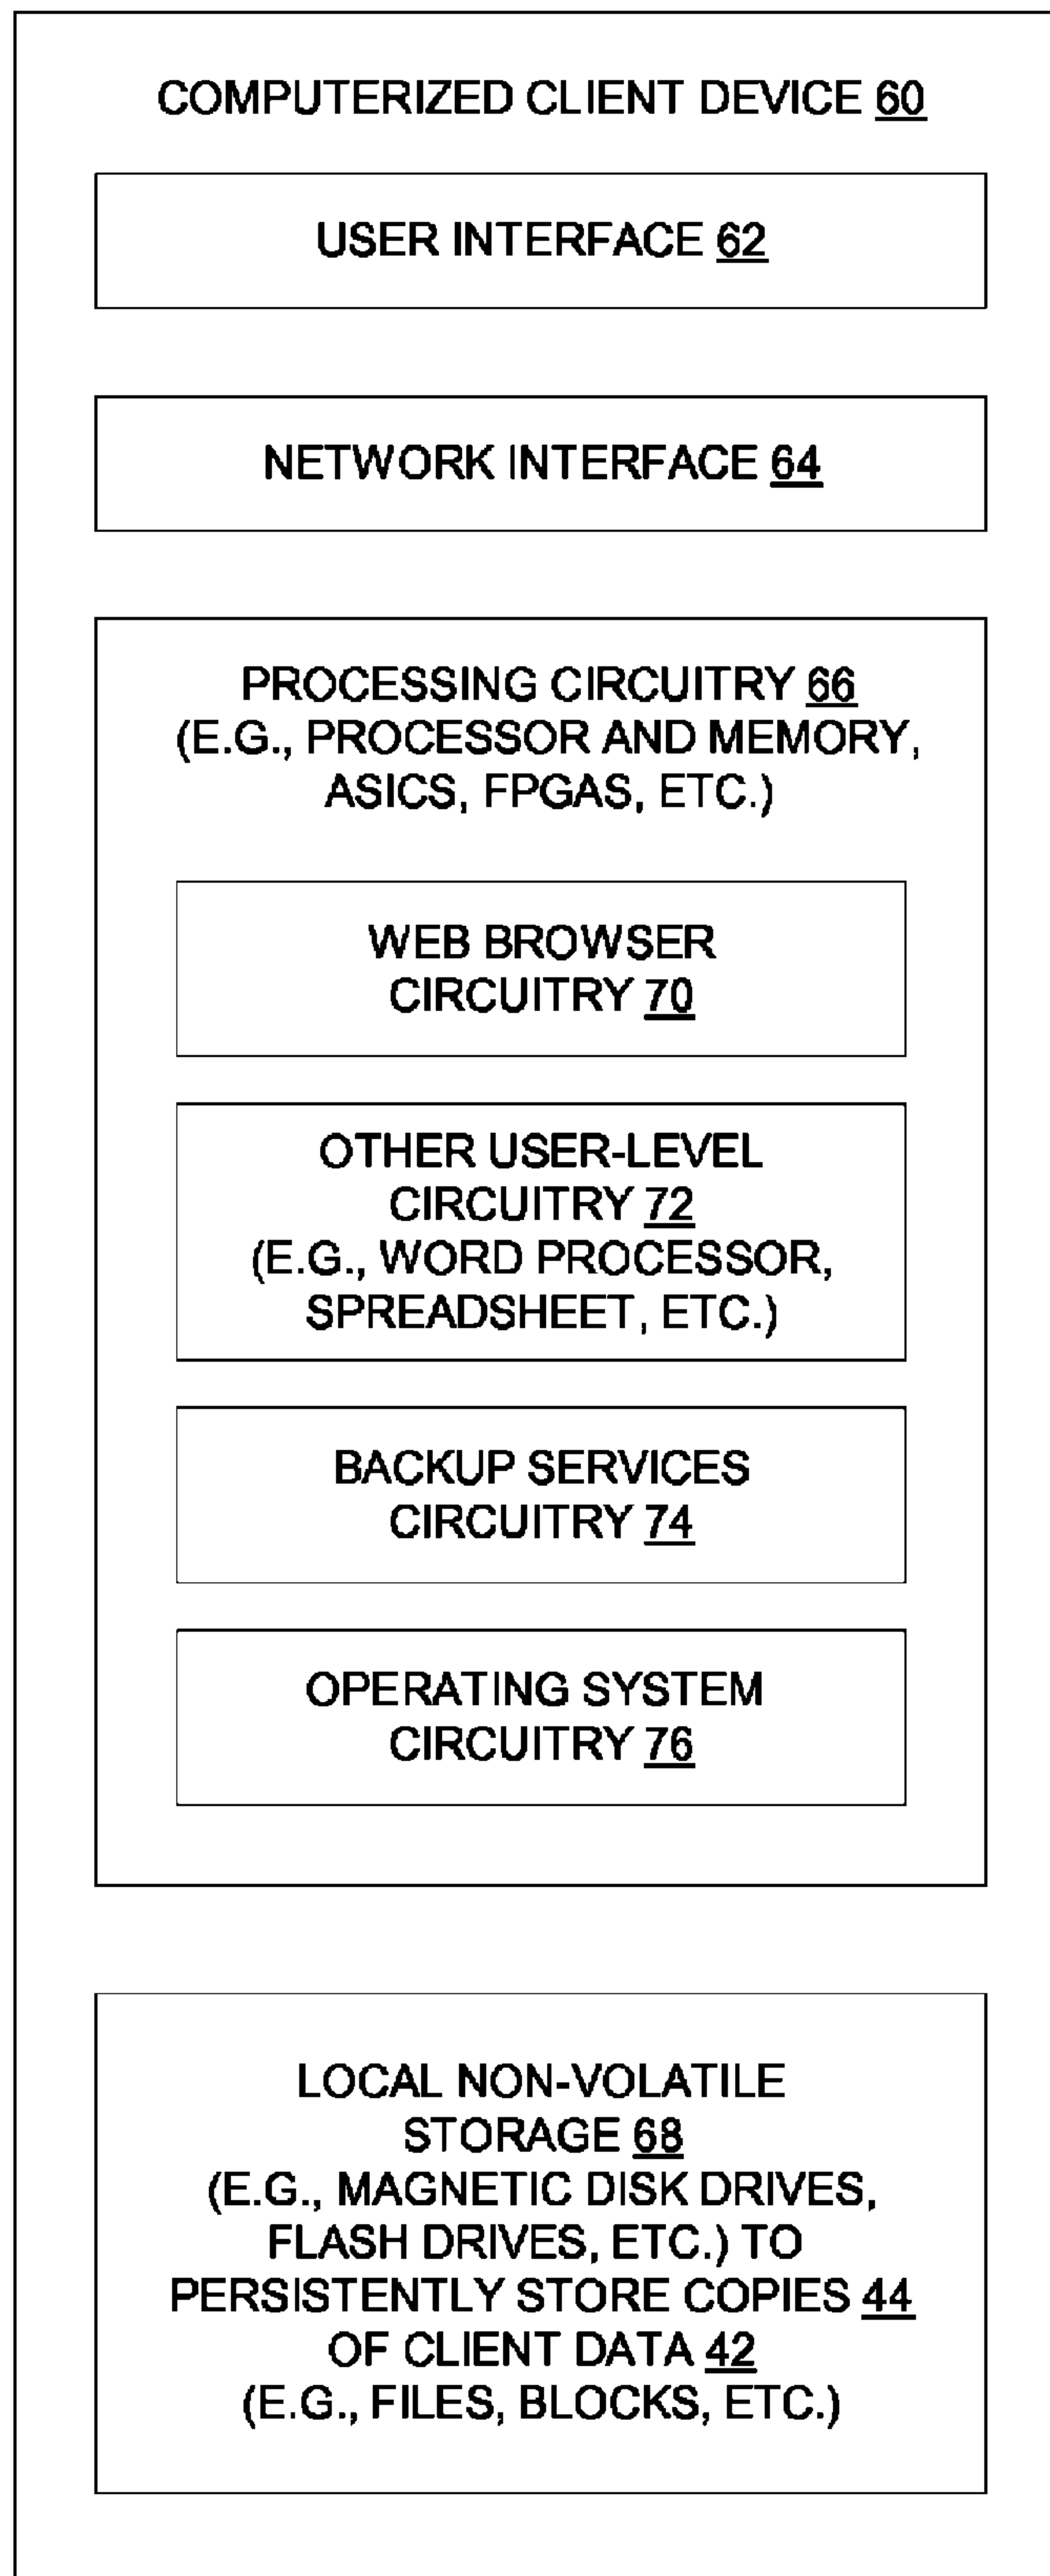 COMPUTERIZED CLIENT DEVICE 60
USER INTERFACE 62
NETWORK INTERFACE 64
PROCESSING CIRCUITRY 66
(E.G., PROCESSOR AND MEMORY,
ASICS, FPGAS, ETC.)
WEB BROWSER
CIRCUITRY 70
OTHER USER-LEVEL
CIRCUITRY 72
(E.G., WORD PROCESSOR,
SPREADSHEET, ETC.)
BACKUP SERVICES
CIRCUITRY 74
OPERATING SYSTEM
CIRCUITRY 76
LOCAL NON-VOLATILE
STORAGE 68
(E.G., MAGNETIC DISK DRIVES,
FLASH DRIVES, ETC.) TO
PERSISTENTLY STORE COPIES 44
OF CLIENT DATA 42
(E.G., FILES, BLOCKS, ETC.)